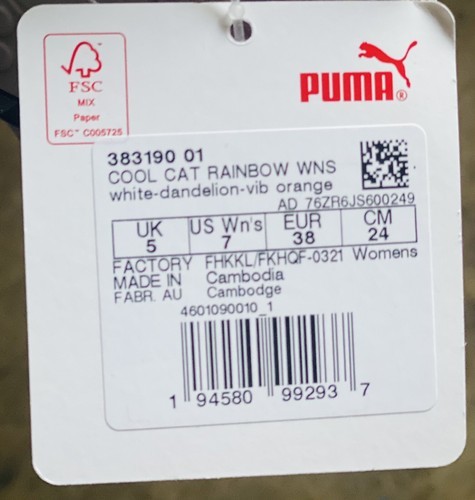 FSC
MIX
Paper
FSC™ C005725
PUMA®
383190 01
COOL CAT RAINBOW WNS
white-dandelion-vib orange
AD 76ZR6JS600249
UK US Wn's EUR CM
5 7 38 24
FACTORY FHKKL/FKHQF-0321 Womens
MADE IN Cambodia
FABR. AU Cambodge
4601090010_1
1 94580 99293 7